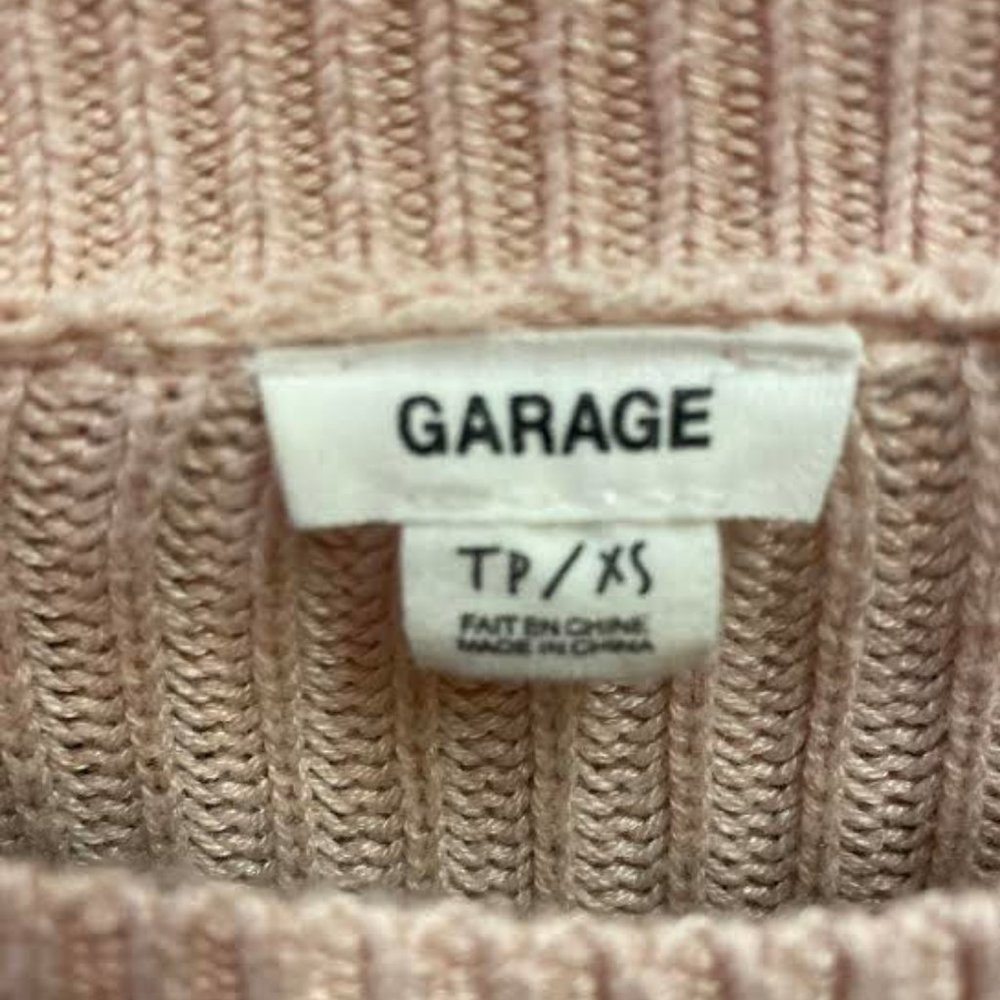 GARAGE
TP/XS
FAIT EN CHINE
MADE IN CHINA